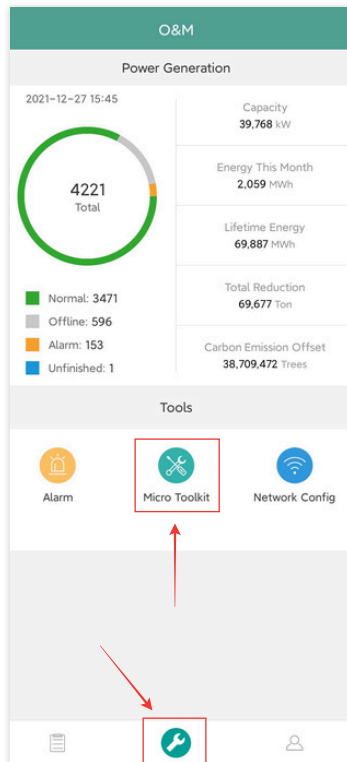 O&M
Power Generation
2021-12-27 15:45
4221
Total
Normal: 3471
Offline: 596
Alarm: 153
Unfinished: 1
Capacity
39,768 kW
Energy This Month
2,059 MWh
Lifetime Energy
69,887 MWh
Total Reduction
69,677 Ton
Carbon Emission Offset
38,709,472 Trees
Tools
Alarm
Micro Toolkit
Network Config